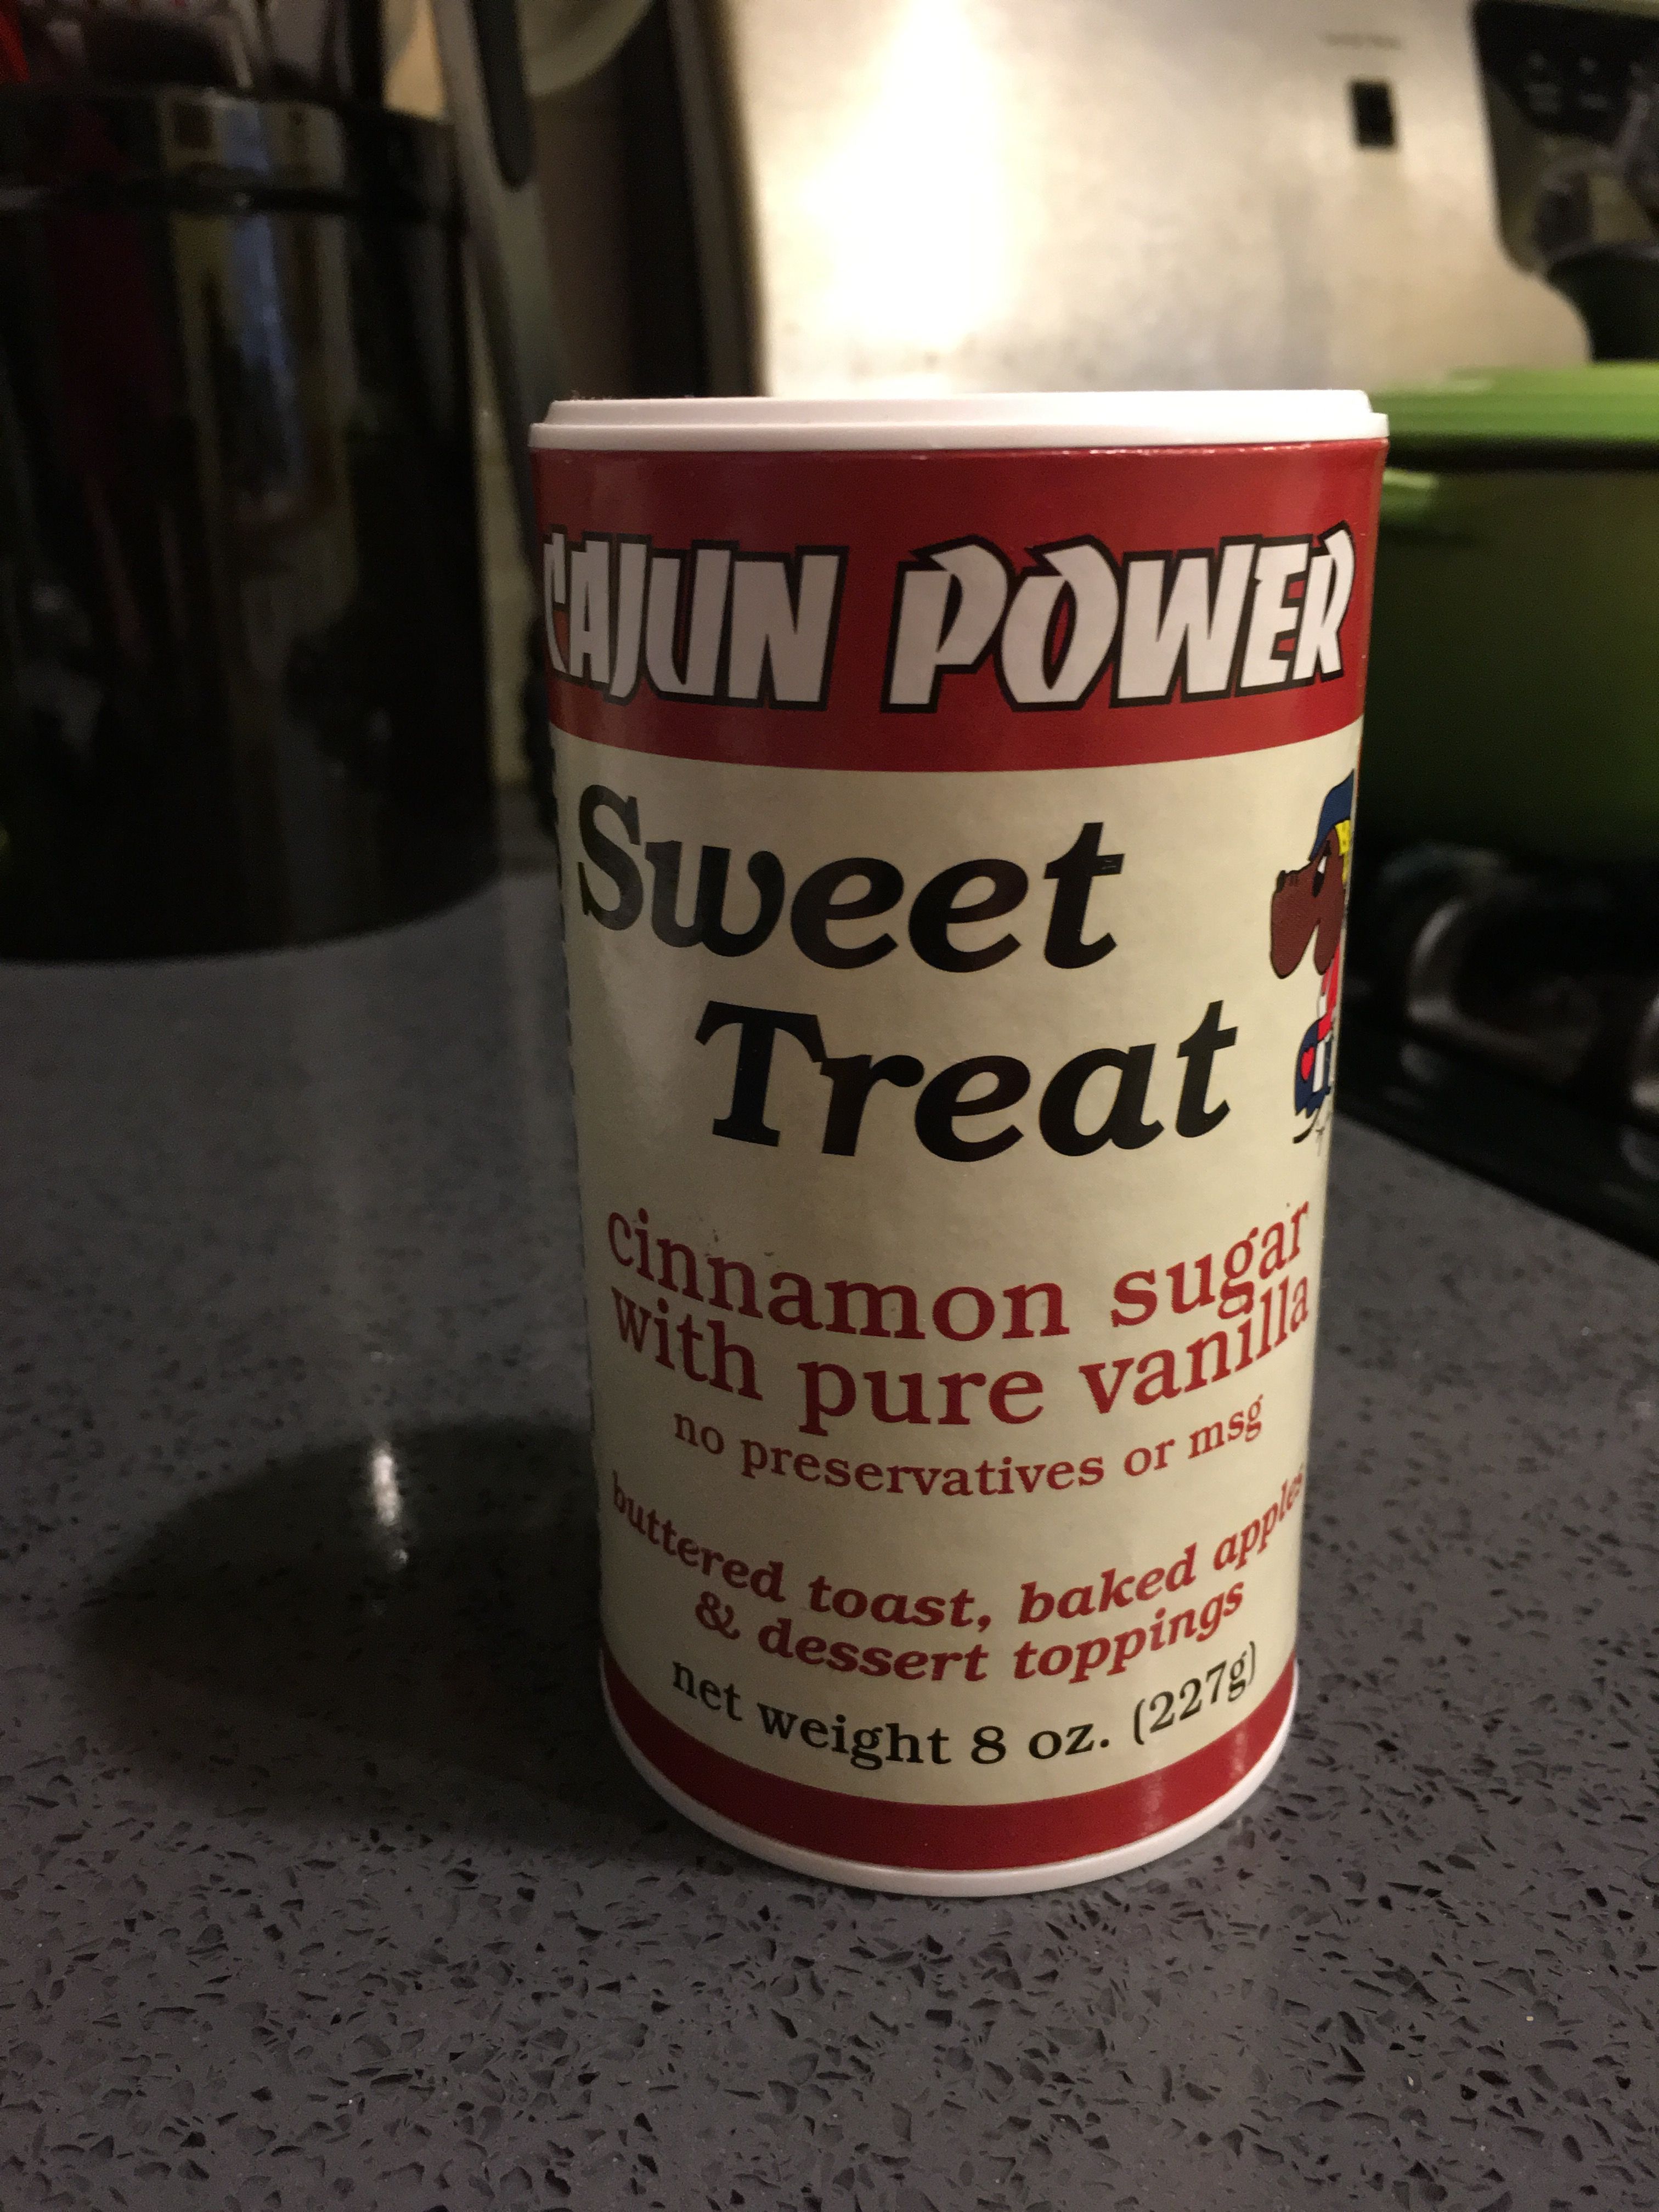 CAJUN POWER
Sweet
Treat
cinnamon sugar
with pure vanilla
no preservatives or msg
buttered toast, baked apples
& dessert toppings
net weight 8 oz. (227g)